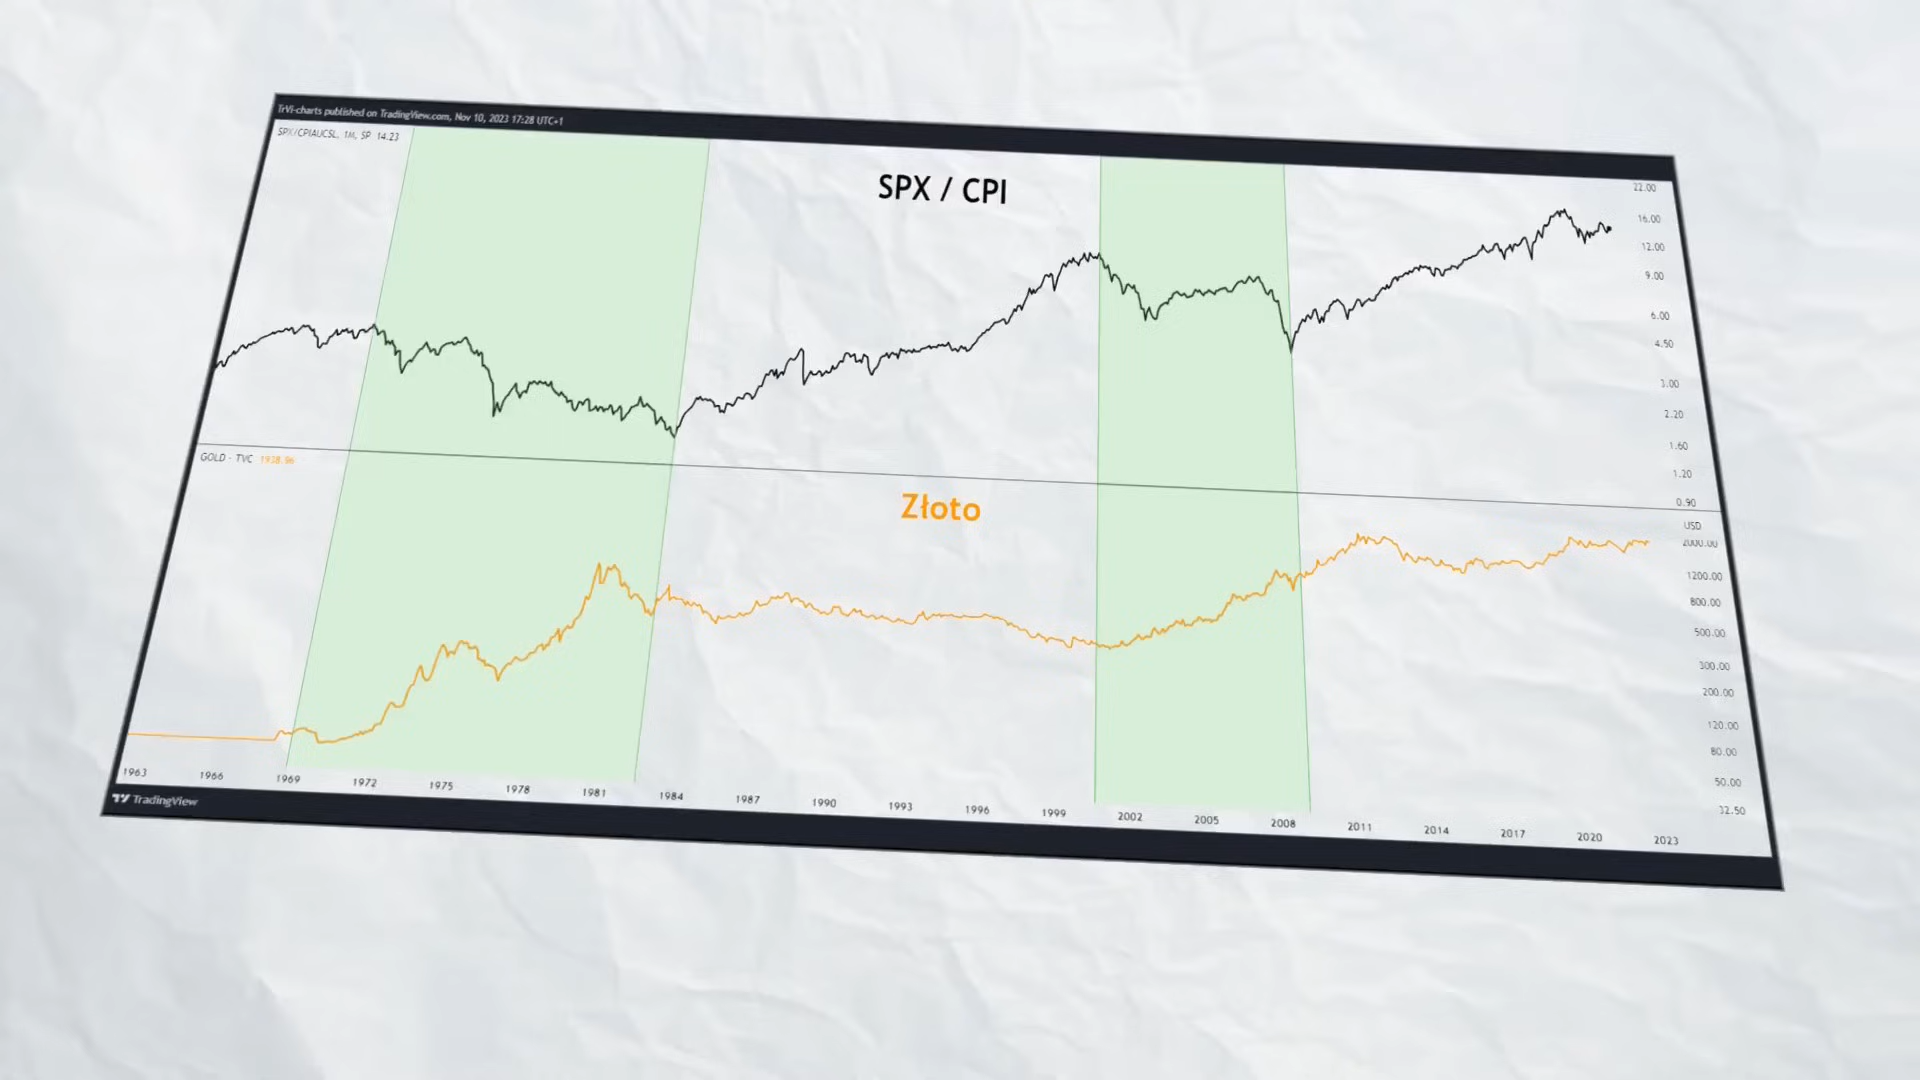 TrVi-charts published on TradingView.com, Nov 10, 2023 17:28 UTC+1
SPX/CPIAUCSL, 1M, SP 14.23
SPX / CPI
22.00
16.00
12.00
9.00
6.00
4.50
3.00
2.20
1.60
1.20
0.90
GOLD · TVC 1938.96
Złoto
USD
2000.00
1200.00
800.00
500.00
300.00
200.00
120.00
80.00
50.00
32.50
1963 1966 1969 1972 1975 1978 1981 1984 1987 1990 1993 1996 1999 2002 2005 2008 2011 2014 2017 2020 2023
TradingView